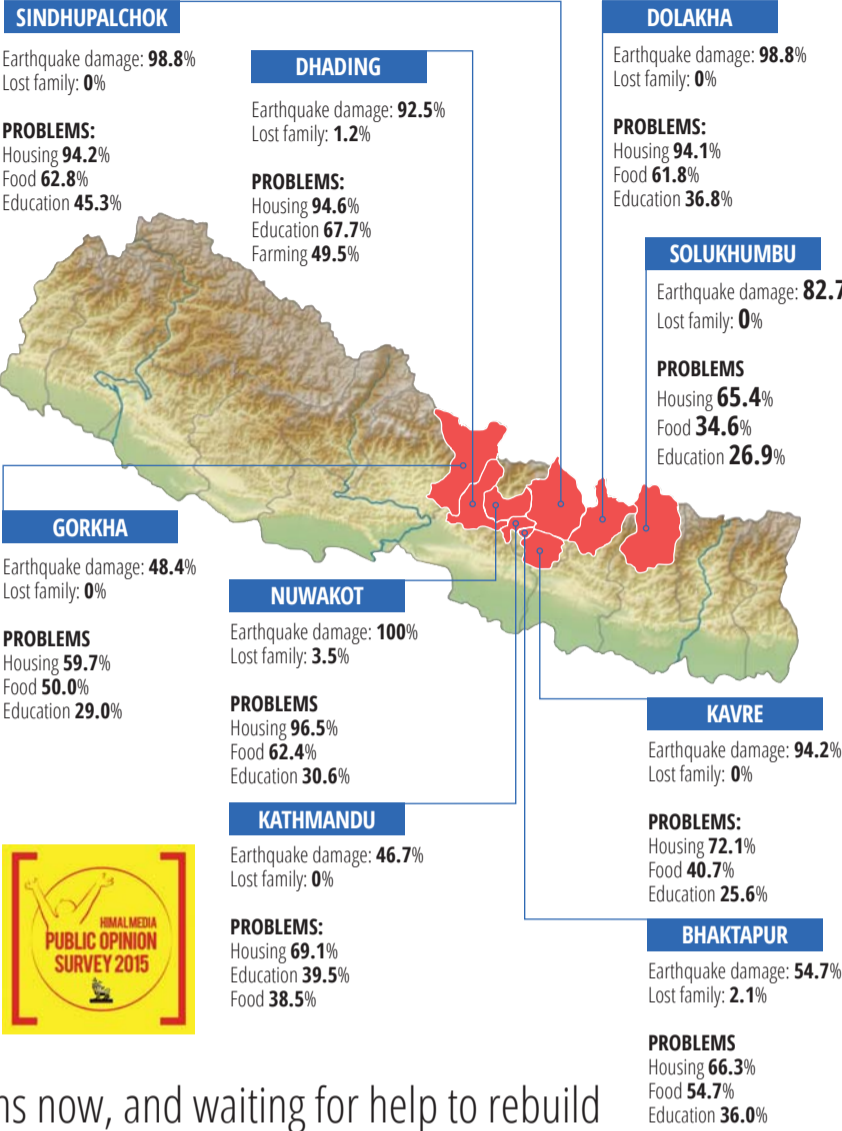 SINDHUPALCHOK
Earthquake damage: 98.8%
Lost family: 0%
PROBLEMS:
Housing 94.2%
Food 62.8%
Education 45.3%
DHADING
Earthquake damage: 92.5%
Lost family: 1.2%
PROBLEMS:
Housing 94.6%
Education 67.7%
Farming 49.5%
DOLAKHA
Earthquake damage: 98.8%
Lost family: 0%
PROBLEMS:
Housing 94.1%
Food 61.8%
Education 36.8%
SOLUKHUMBU
Earthquake damage: 82.7
Lost family: 0%
PROBLEMS
Housing 65.4%
Food 34.6%
Education 26.9%
GORKHA
Earthquake damage: 48.4%
Lost family: 0%
PROBLEMS
Housing 59.7%
Food 50.0%
Education 29.0%
NUWAKOT
Earthquake damage: 100%
Lost family: 3.5%
PROBLEMS
Housing 96.5%
Food 62.4%
Education 30.6%
KATHMANDU
Earthquake damage: 46.7%
Lost family: 0%
PROBLEMS:
Housing 69.1%
Education 39.5%
Food 38.5%
KAVRE
Earthquake damage: 94.2%
Lost family: 0%
PROBLEMS:
Housing 72.1%
Food 40.7%
Education 25.6%
BHAKTAPUR
Earthquake damage: 54.7%
Lost family: 2.1%
PROBLEMS
Housing 66.3%
Food 54.7%
Education 36.0%
HIMALMEDIA
PUBLIC OPINION
SURVEY 2015
ns now, and waiting for help to rebuild